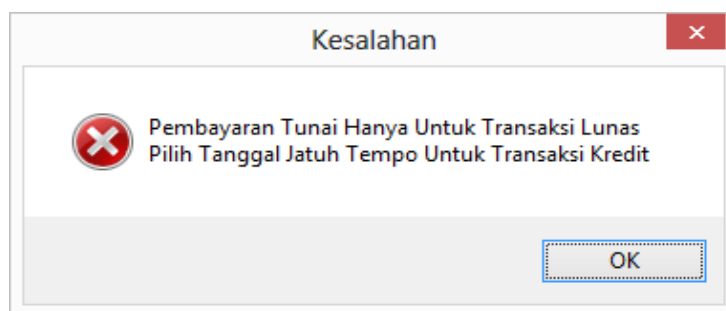 Kesalahan
Pembayaran Tunai Hanya Untuk Transaksi Lunas
Pilih Tanggal Jatuh Tempo Untuk Transaksi Kredit
OK